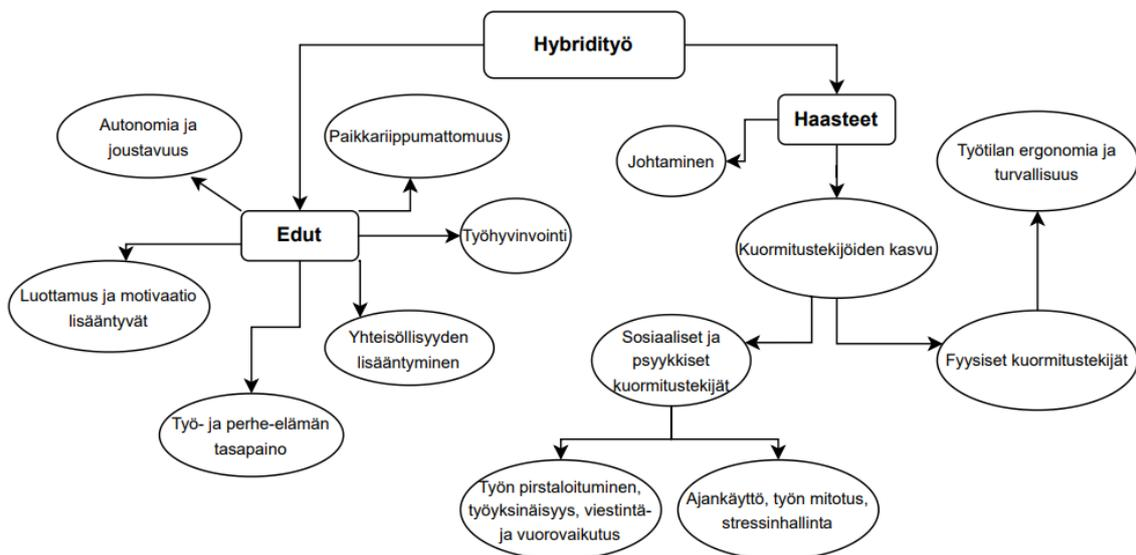 Hybridityö
Haasteet
Autonomia ja
joustavuus
Paikkariippumattomuus
Johtaminen
Työtilan ergonomia ja
turvallisuus
Edut
Työhyvinvointi
Kuormitustekijöiden kasvu
Luottamus ja motivaatio
lisääntyvät
Yhteisöllisyyden
lisääntyminen
Sosiaaliset ja
psyykkiset
kuormitustekijät
Fyysiset kuormitustekijät
Työ- ja perhe-elämän
tasapaino
Työn pirstaloituminen,
työyksinäisyys, viestintä-
ja vuorovaikutus
Ajankäyttö, työn mitotus,
stressinhallinta